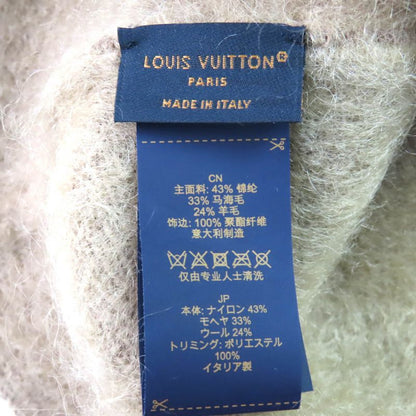 LOUIS VUITTON®
PARIS
MADE IN ITALY
CN
主面料: 43% 锦纶
33% 马海毛
24% 羊毛
饰边: 100% 聚酯纤维
意大利制造
仅由专业人士清洗
JP
本体: ナイロン 43%
モヘヤ 33%
ウール 24%
トリミング: ポリエステル
100%
イタリア製